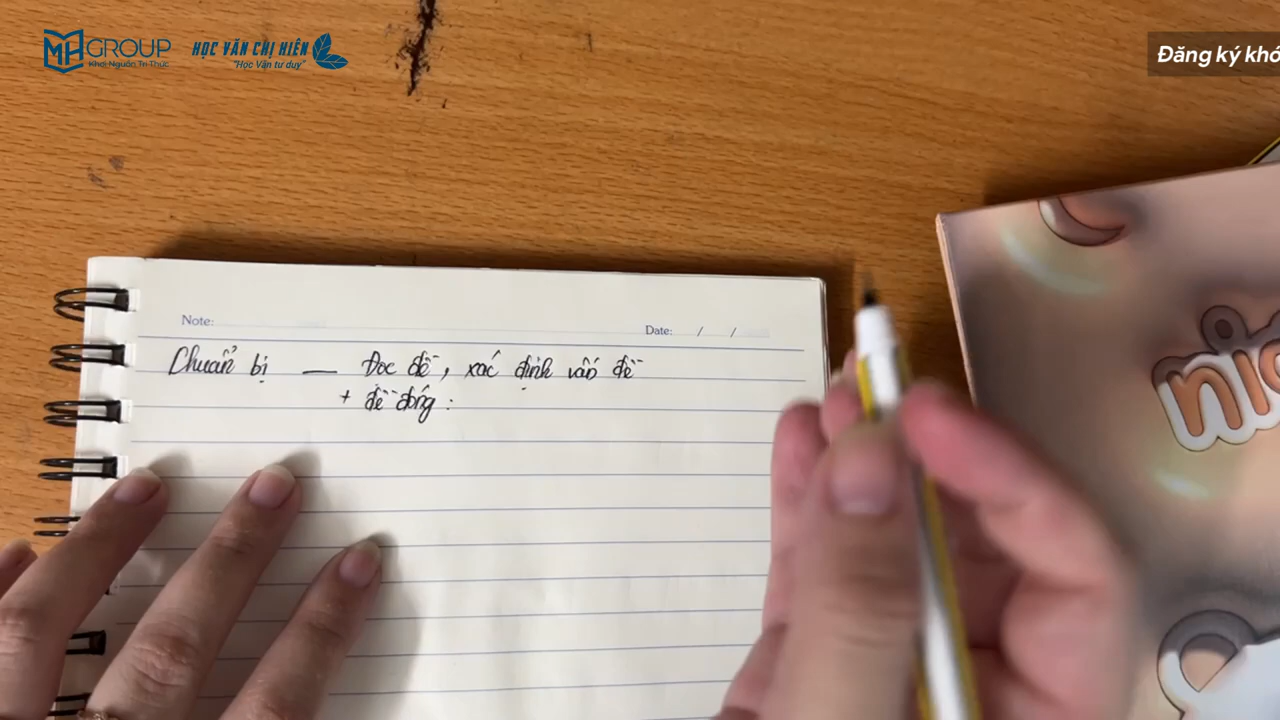 MH GROUP
Khơi Nguồn Tri Thức
HỌC VĂN CHỊ HIÊN
"Học Văn tư duy"
Đăng ký khó
Note:
Date: / /
Chuẩn bị — Đọc đề, xác định vấn đề
+ đề đóng :